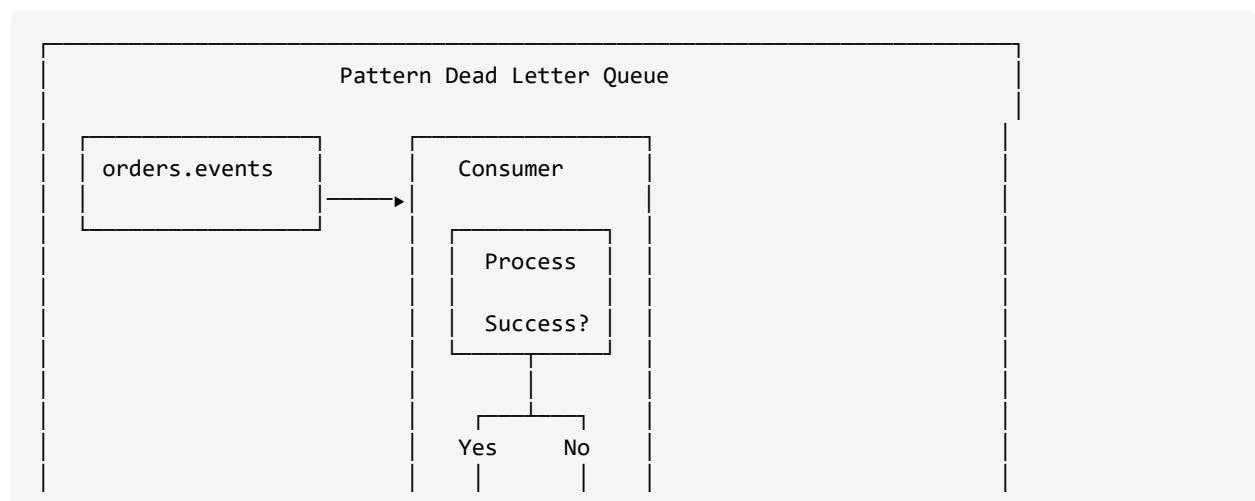 Pattern Dead Letter Queue
orders.events Consumer
Process
Success?
Yes No